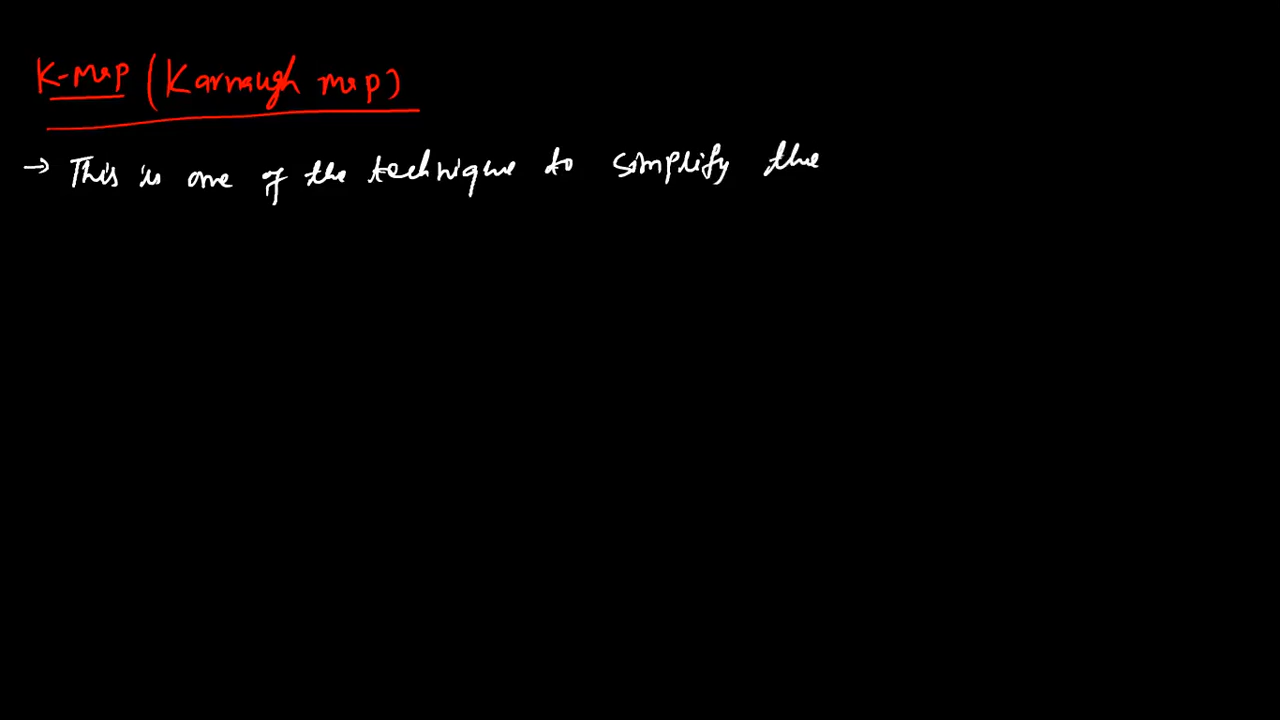 K-Map (Karnaugh map)
→ This is one of the technique to simplify the